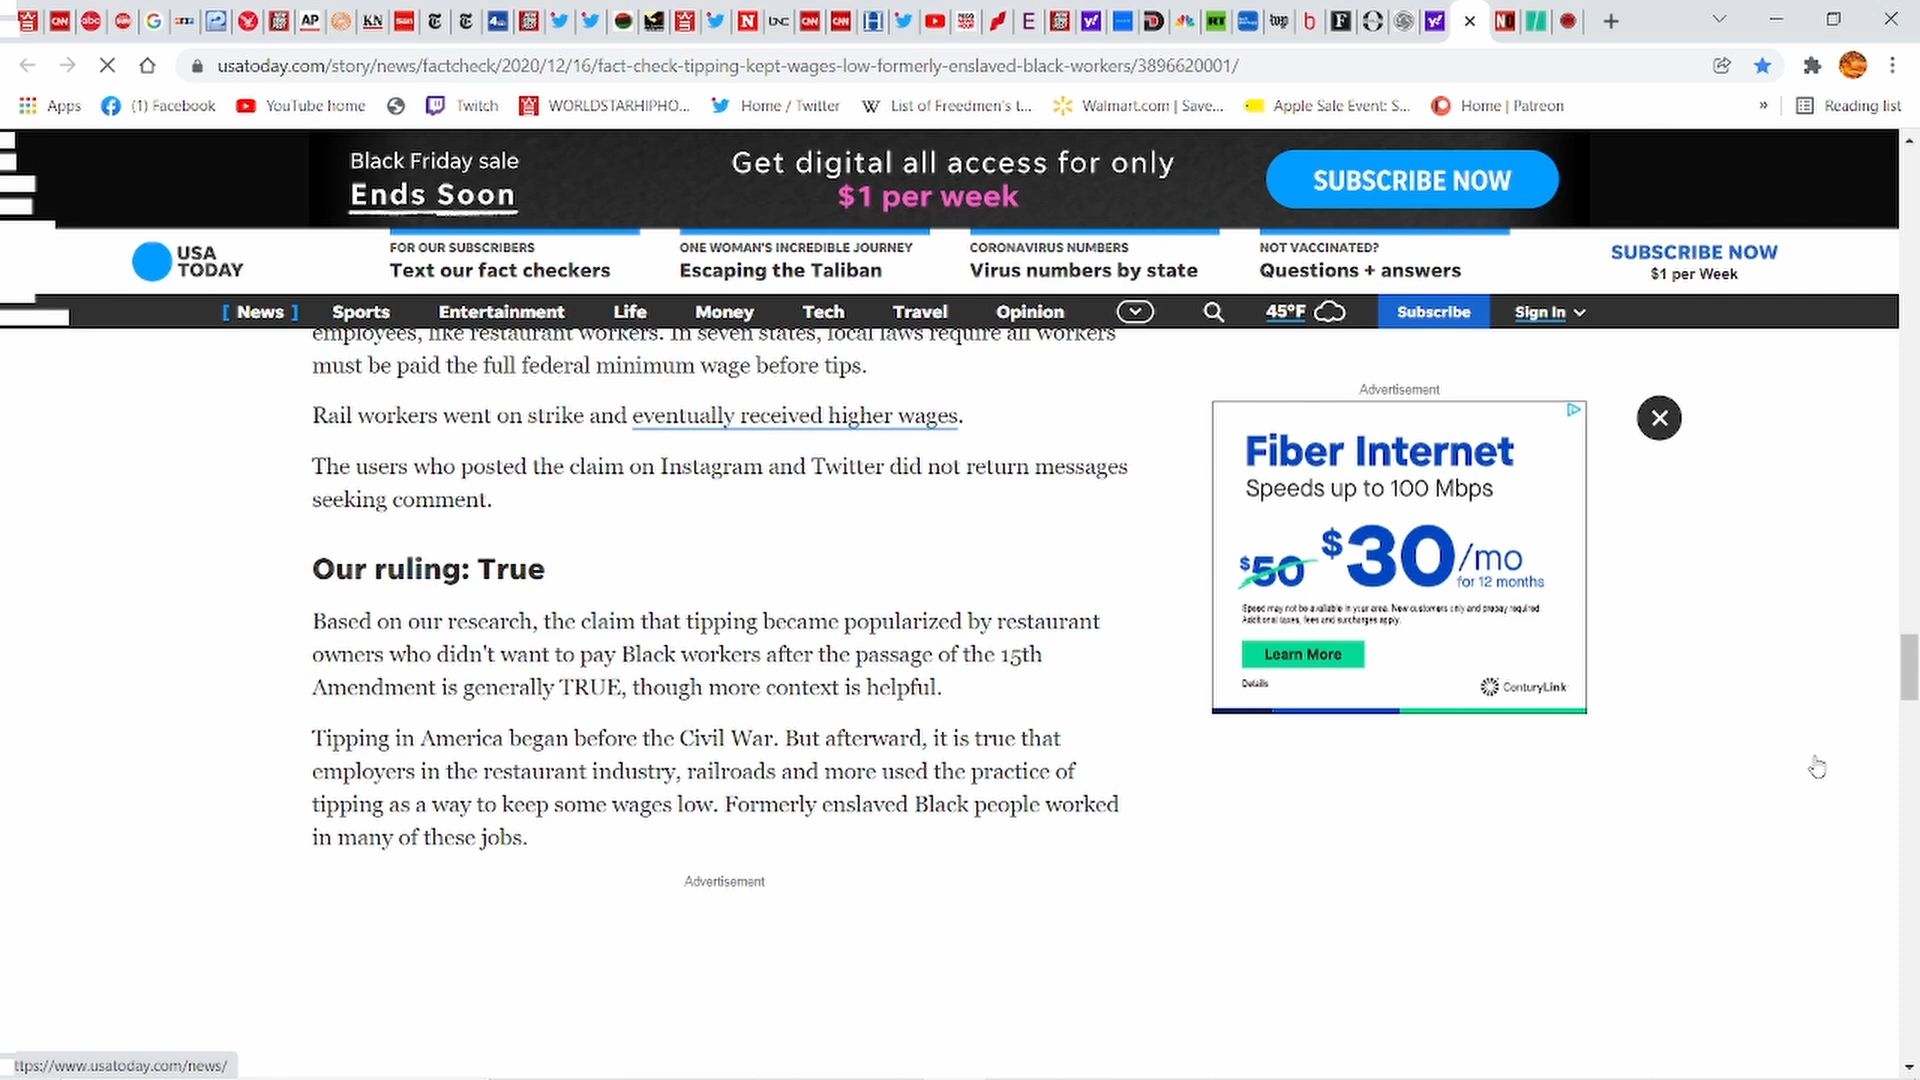 usatoday.com/story/news/factcheck/2020/12/16/fact-check-tipping-kept-wages-low-formerly-enslaved-black-workers/3896620001/
Apps (1) Facebook YouTube home Twitch WORLDSTARHIPHO... Home / Twitter List of Freedmen's t... Walmart.com | Save... Apple Sale Event: S... Home | Patreon » Reading list
Black Friday sale
Ends Soon
Get digital all access for only
$1 per week
SUBSCRIBE NOW
USA
TODAY
FOR OUR SUBSCRIBERS
Text our fact checkers
ONE WOMAN'S INCREDIBLE JOURNEY
Escaping the Taliban
CORONAVIRUS NUMBERS
Virus numbers by state
NOT VACCINATED?
Questions + answers
SUBSCRIBE NOW
$1 per Week
[ News ] Sports Entertainment Life Money Tech Travel Opinion 45°F Subscribe Sign In
employees, like restaurant workers. In seven states, local laws require all workers
must be paid the full federal minimum wage before tips.
Rail workers went on strike and eventually received higher wages.
The users who posted the claim on Instagram and Twitter did not return messages
seeking comment.
Our ruling: True
Based on our research, the claim that tipping became popularized by restaurant
owners who didn't want to pay Black workers after the passage of the 15th
Amendment is generally TRUE, though more context is helpful.
Tipping in America began before the Civil War. But afterward, it is true that
employers in the restaurant industry, railroads and more used the practice of
tipping as a way to keep some wages low. Formerly enslaved Black people worked
in many of these jobs.
Advertisement
Advertisement
Fiber Internet
Speeds up to 100 Mbps
$50 $30/mo
for 12 months
Speed may not be available in your area. New customers only and prepay required
Additional taxes, fees and surcharges apply.
Learn More
Details
CenturyLink
ttps://www.usatoday.com/news/